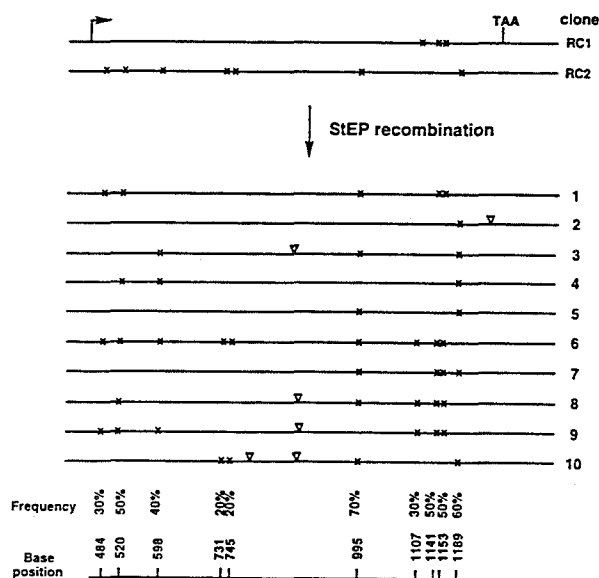 TAA clone
RC1
RC2
StEP recombination
1
2
3
4
5
6
7
8
9
10
Frequency 30% 50% 40% 20% 20% 70% 30% 50% 50% 60%
Base position 484 520 598 731 745 995 1107 1141 1153 1189